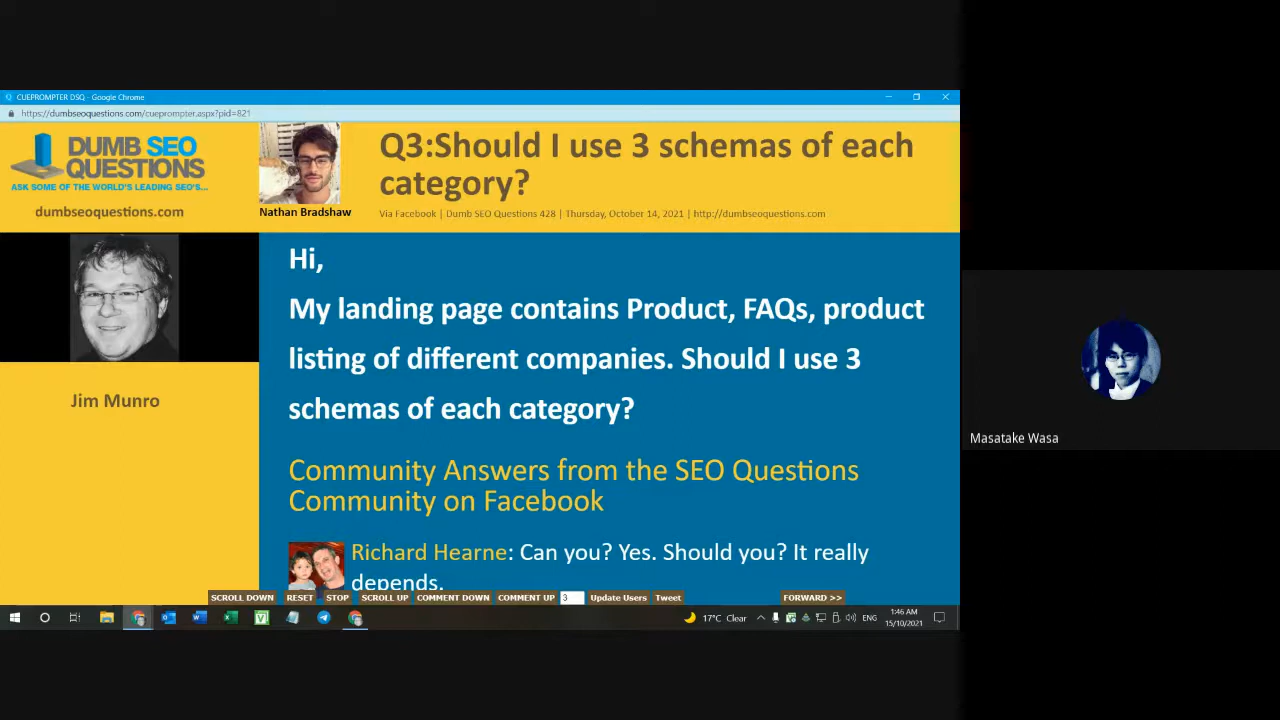 CUEPROMPTER DSQ - Google Chrome
https://dumbseoquestions.com/cueprompter.aspx?pid=821
DUMB SEO
QUESTIONS
ASK SOME OF THE WORLD'S LEADING SEO'S...
dumbseoquestions.com
Nathan Bradshaw
Q3:Should I use 3 schemas of each
category?
Via Facebook | Dumb SEO Questions 428 | Thursday, October 14, 2021 | http://dumbseoquestions.com
Jim Munro
Hi,
My landing page contains Product, FAQs, product
listing of different companies. Should I use 3
schemas of each category?
Community Answers from the SEO Questions
Community on Facebook
Richard Hearne: Can you? Yes. Should you? It really
depends.
SCROLL DOWN RESET STOP SCROLL UP COMMENT DOWN COMMENT UP 3 Update Users Tweet FORWARD >>
17°C Clear ENG 1:46 AM
15/10/2021
Masatake Wasa